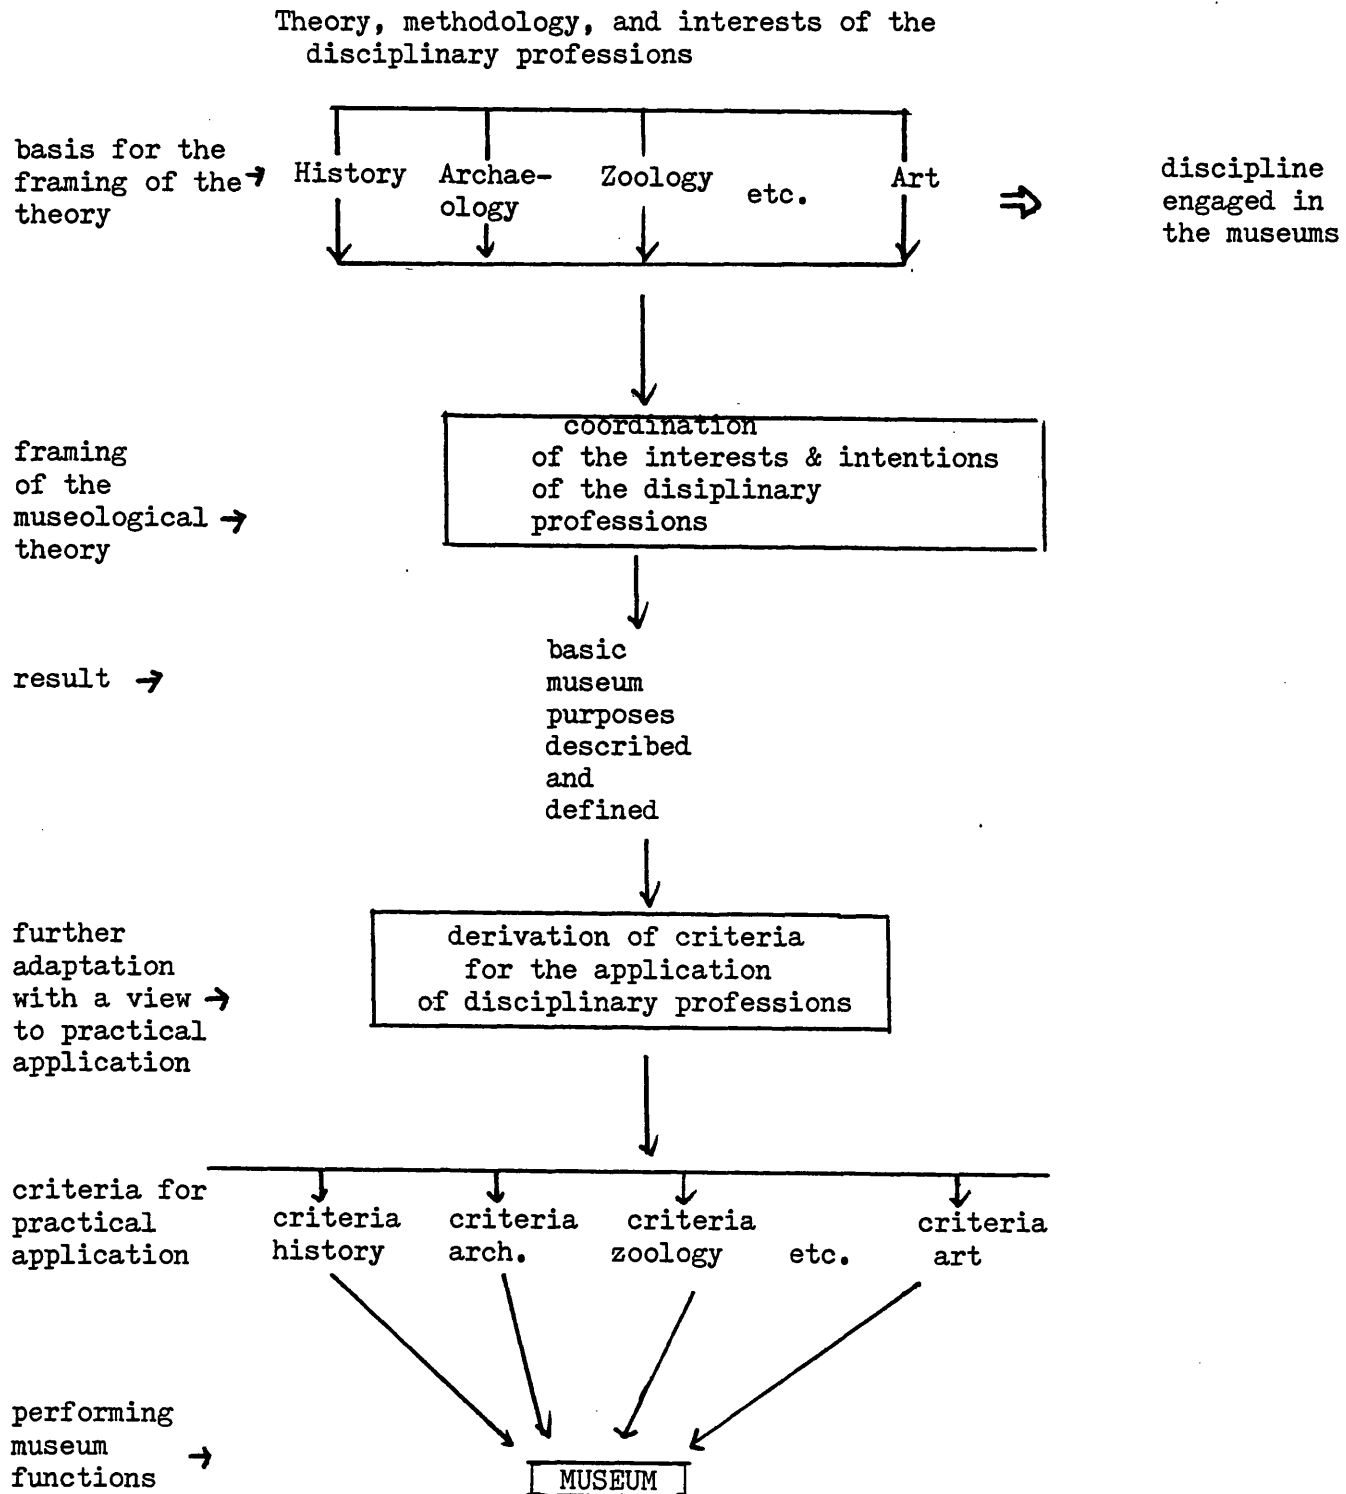 Theory, methodology, and interests of the
disciplinary professions
basis for the
framing of the →
theory
History
Archae-
ology
Zoology
etc.
Art
⇒
discipline
engaged in
the museums
framing
of the
museological →
theory
coordination
of the interests & intentions
of the disiplinary
professions
result →
basic
museum
purposes
described
and
defined
further
adaptation
with a view →
to practical
application
derivation of criteria
for the application
of disciplinary professions
criteria for
practical
application
criteria
history
criteria
arch.
criteria
zoology
etc.
criteria
art
performing
museum →
functions
MUSEUM